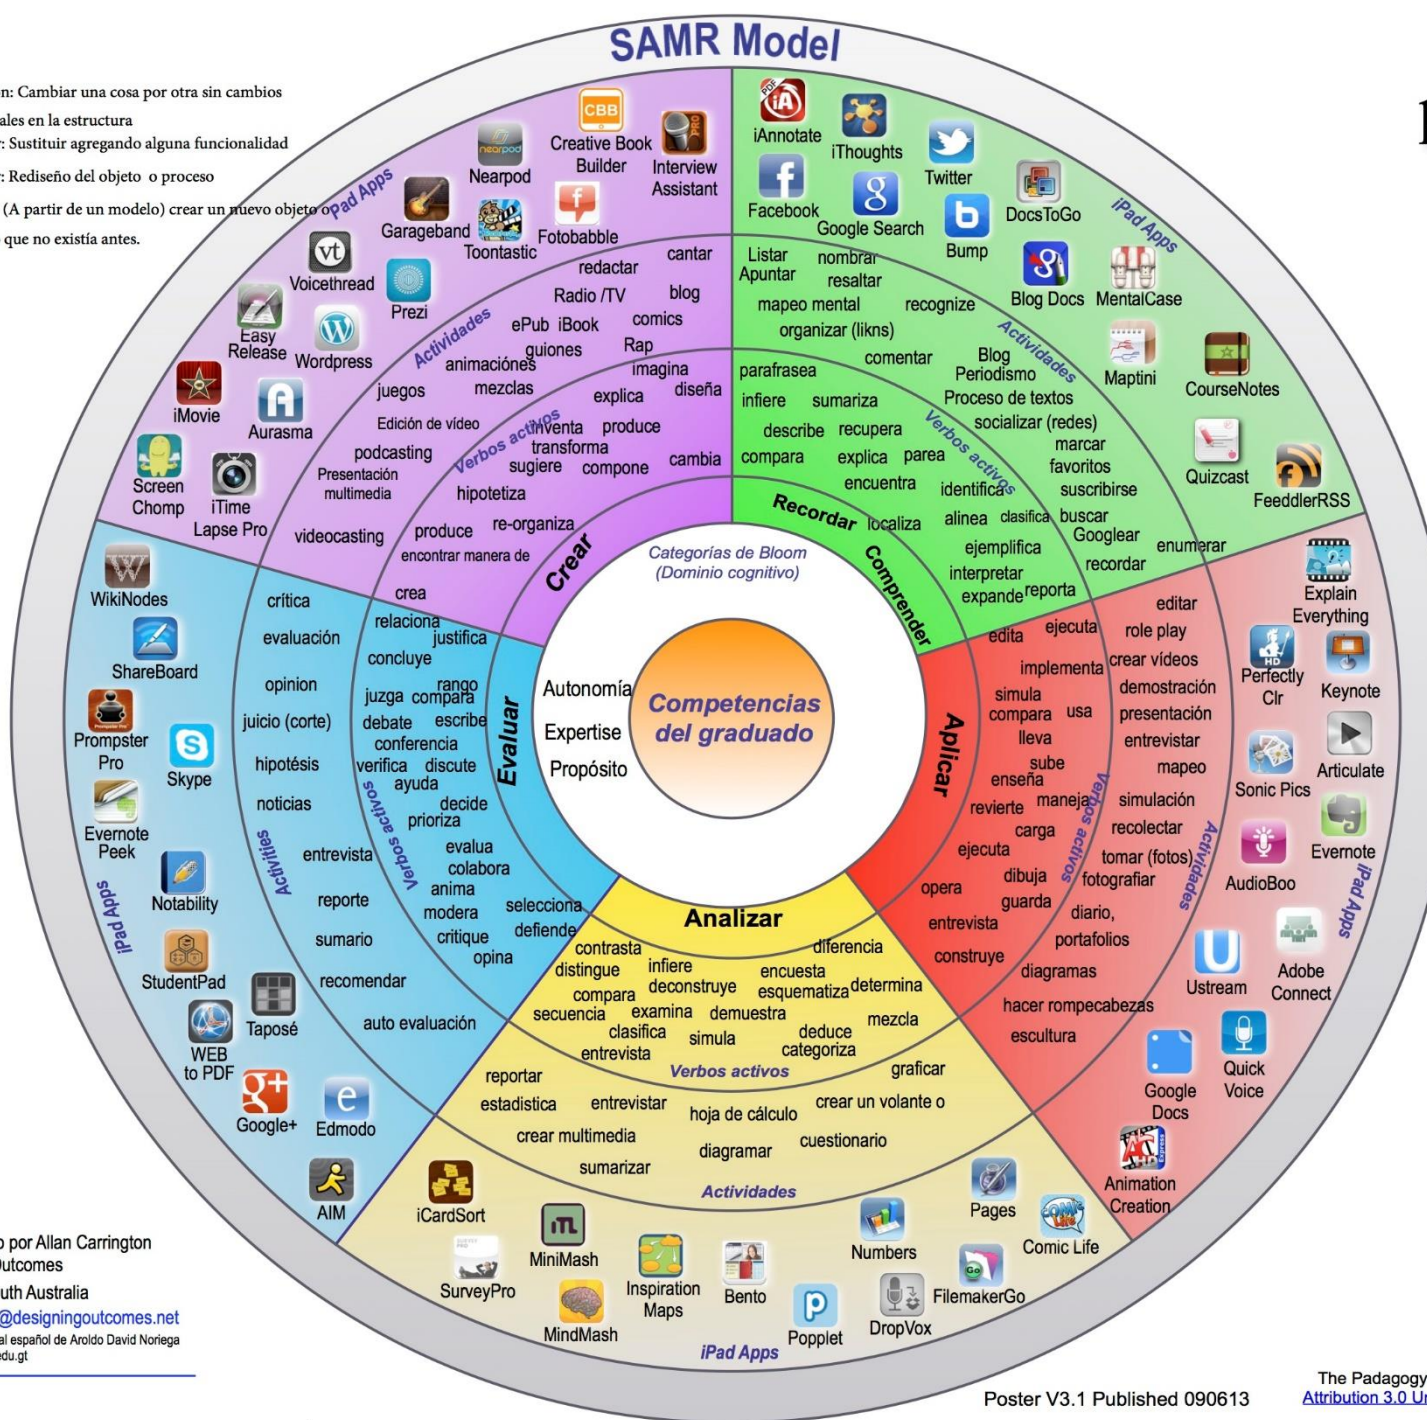 SAMR Model
n: Cambiar una cosa por otra sin cambios
ales en la estructura
r: Sustituir agregando alguna funcionalidad
r: Rediseño del objeto o proceso
(A partir de un modelo) crear un nuevo objeto o
que no existía antes.
iPad Apps
CBB
Creative Book
Builder
PRO
Interview
Assistant
nearpod
Nearpod
Garageband
Toontastic
Fotobabble
vt
Voicethread
Prezi
Easy
Release
Wordpress
iMovie
Aurasma
Screen
Chomp
iTime
Lapse Pro
Actividades
cantar
redactar
Radio /TV
blog
ePub iBook
comics
guiones
Rap
animaciónes
juegos
mezclas
Edición de vídeo
podcasting
Presentación
multimedia
videocasting
Verbos activos
imagina
explica
diseña
inventa
produce
transforma
sugiere
compone
cambia
hipotetiza
produce
re-organiza
encontrar manera de
crea
Crear
PDF
iA
iAnnotate
iThoughts
Twitter
Facebook
Google Search
Bump
DocsToGo
iPad Apps
Blog Docs
MentalCase
Maptini
CourseNotes
Quizcast
FeeddlerRSS
Listar
Apuntar
nombrar
resaltar
mapeo mental
recognize
organizar (likns)
Actividades
comentar
Blog
Periodismo
Proceso de textos
socializar (redes)
marcar
favoritos
suscribirse
buscar
Googlear
enumerar
recordar
parafrasea
infiere
sumariza
Verbos activos
describe
recupera
compara
explica
parea
encuentra
identifica
localiza
alinea
clasifica
ejemplifica
interpretar
expande
reporta
Recordar
Comprender
Categorías de Bloom
(Dominio cognitivo)
Autonomía
Expertise
Propósito
Competencias
del graduado
Explain
Everything
HD
Perfectly
Clr
Keynote
Sonic Pics
Articulate
AudioBoo
Evernote
iPad Apps
Ustream
Adobe
Connect
Google
Docs
Quick
Voice
Animation
Creation
editar
role play
crear vídeos
demostración
presentación
entrevistar
mapeo
simulación
recolectar
Actividades
tomar (fotos)
fotografiar
diario,
portafolios
diagramas
hacer rompecabezas
escultura
edita
ejecuta
implementa
simula
compara
usa
lleva
sube
enseña
revierte
maneja
Verbos activos
carga
ejecuta
dibuja
opera
guarda
entrevista
construye
Aplicar
WikiNodes
ShareBoard
Prompster
Pro
Skype
Evernote
Peek
Notability
iPad Apps
StudentPad
Taposé
WEB
to PDF
g+
Google+
e
Edmodo
AIM
crítica
evaluación
opinion
juicio (corte)
hipotésis
noticias
Activities
entrevista
reporte
sumario
recomendar
auto evaluación
relaciona
justifica
concluye
rango
juzga
compara
debate
escribe
conferencia
verifica
discute
ayuda
decide
prioriza
Verbos activos
evalua
colabora
anima
modera
selecciona
critique
defiende
opina
Evaluar
Analizar
contrasta
diferencia
distingue
infiere
encuesta
deconstruye
esquematiza
determina
compara
secuencia
examina
demuestra
mezcla
clasifica
simula
deduce
entrevista
categoriza
Verbos activos
reportar
graficar
estadistica
entrevistar
hoja de cálculo
crear un volante o
crear multimedia
diagramar
cuestionario
sumarizar
Actividades
iCardSort
MiniMash
SurveyPro
MindMash
Inspiration
Maps
Bento
Popplet
Numbers
DropVox
Pages
Go
FilemakerGo
Comic Life
iPad Apps
o por Allan Carrington
Outcomes
uth Australia
@designingoutcomes.net
al español de Aroldo David Noriega
edu.gt
Poster V3.1 Published 090613
The Padagogy
Attribution 3.0 Un